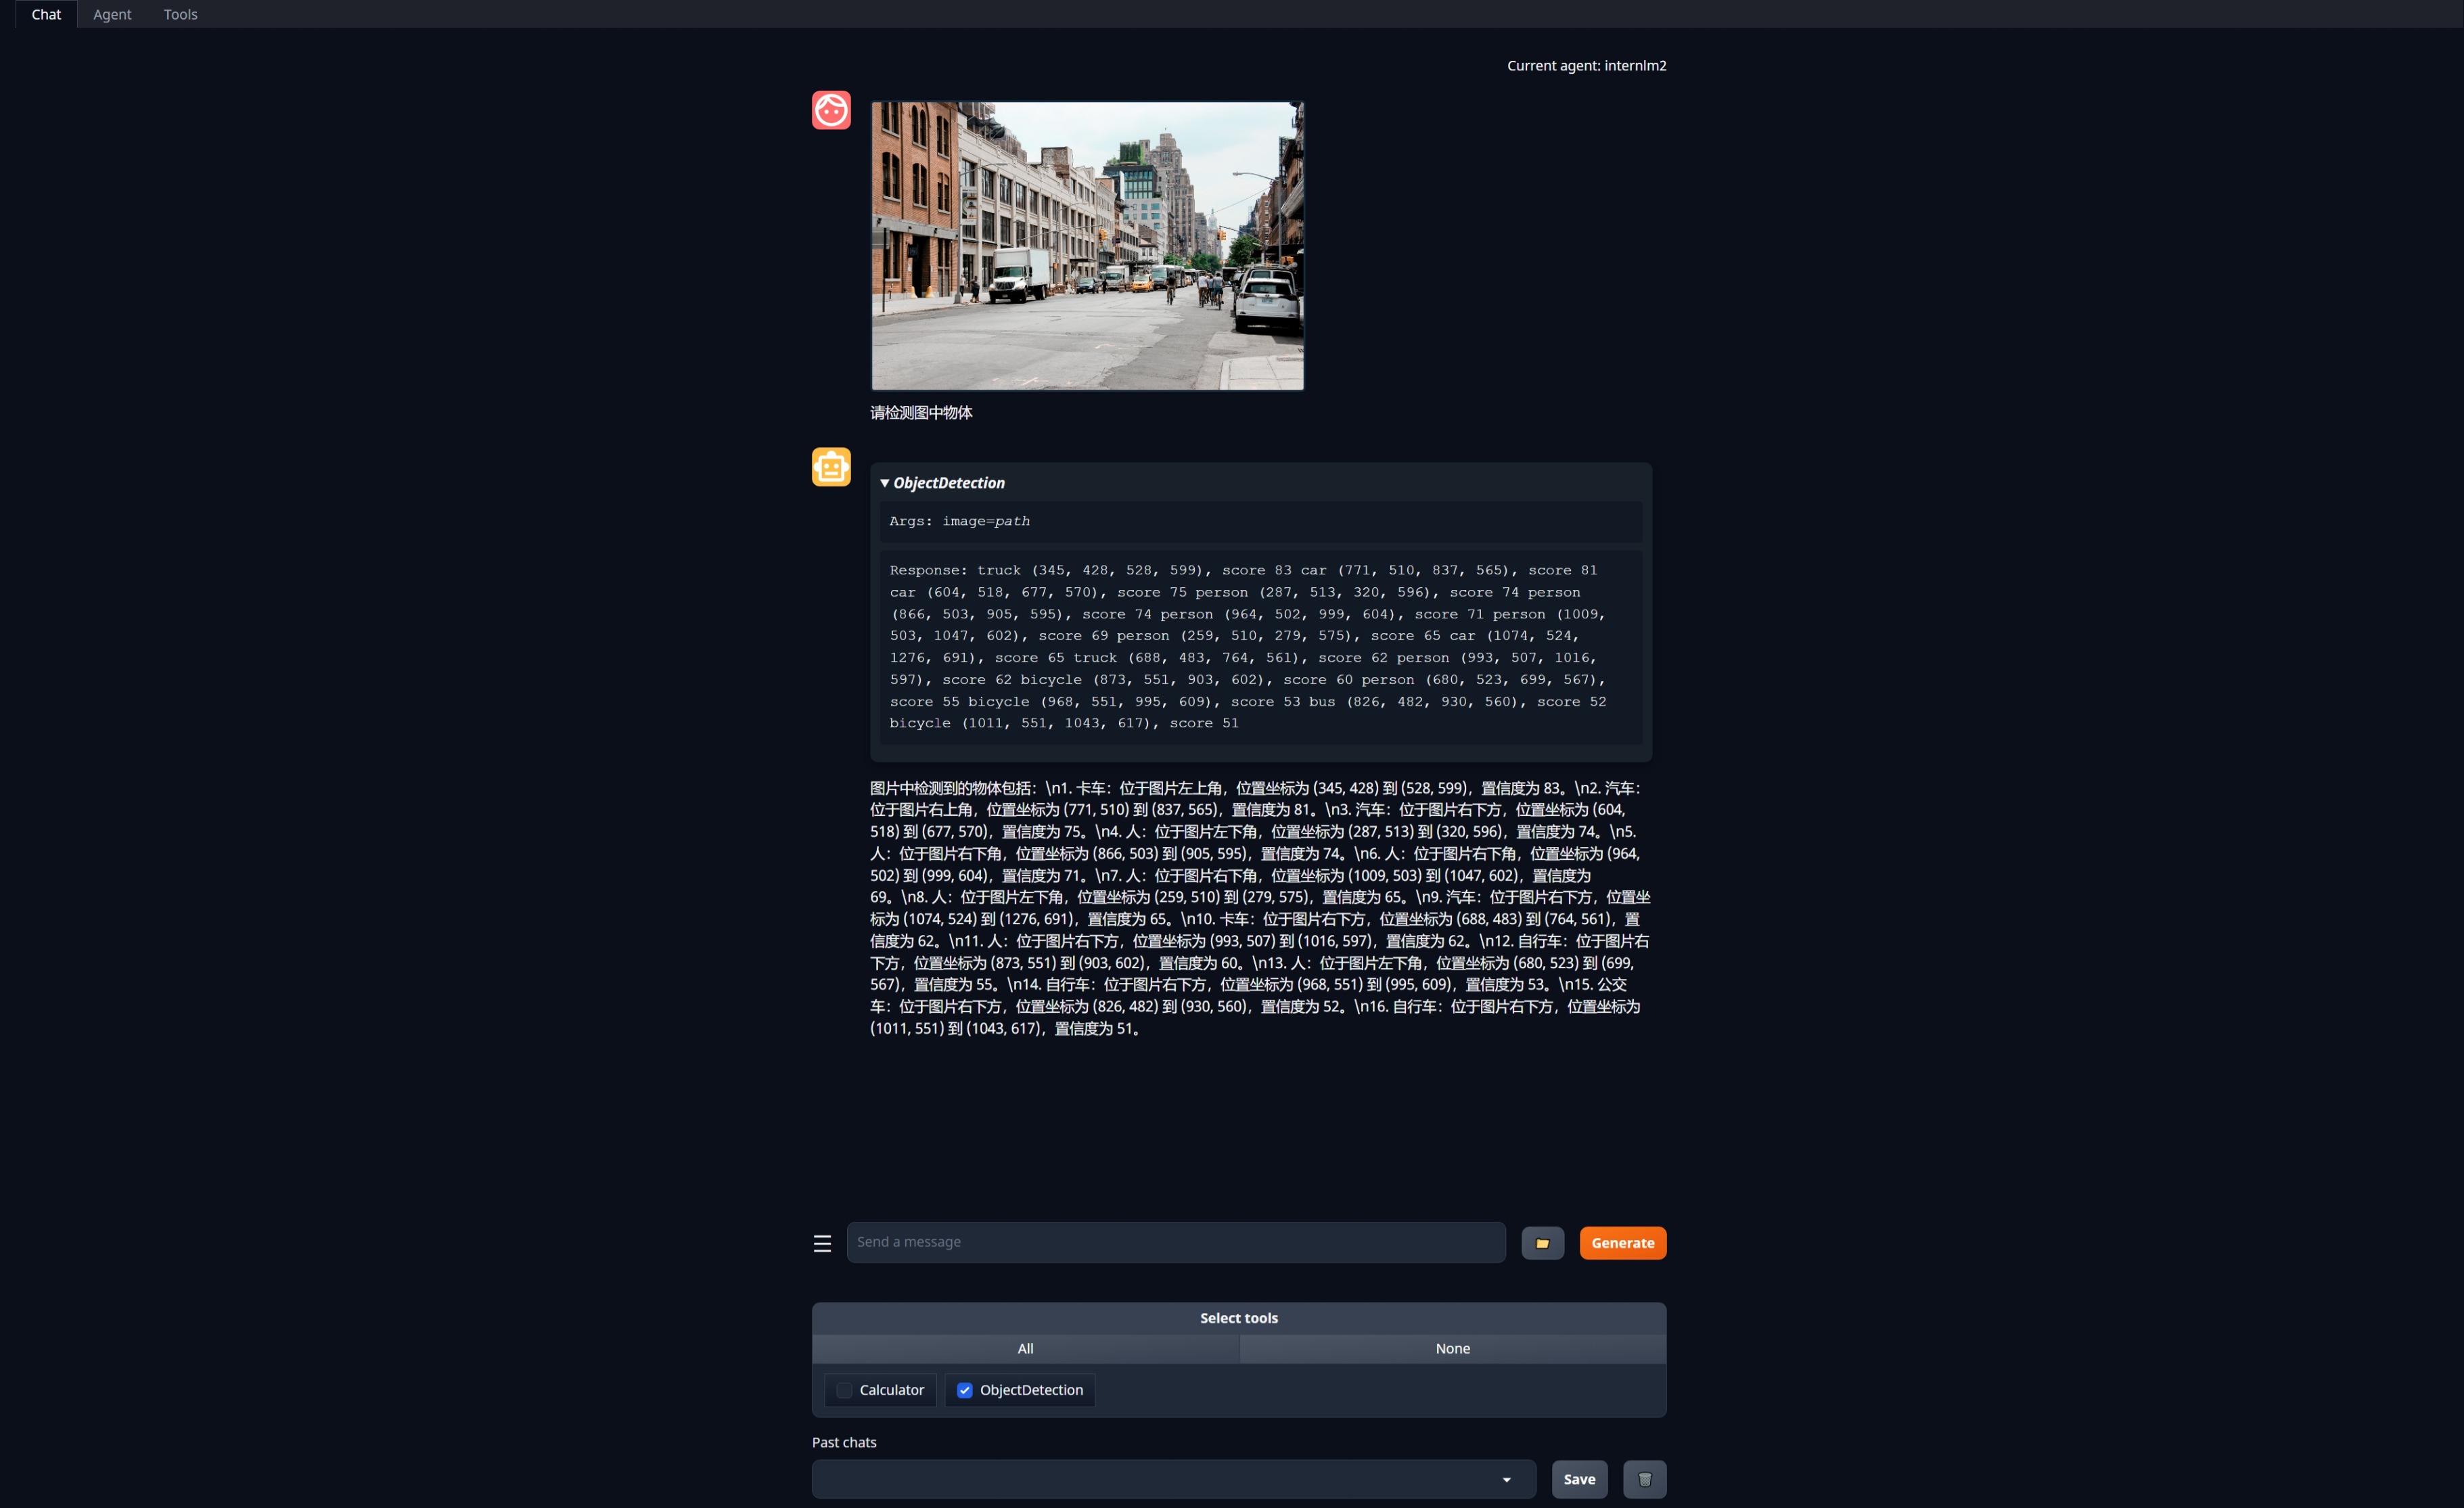 Chat Agent Tools
Current agent: internlm2
请检测图中物体
▼ ObjectDetection
Args: image=path
Response: truck (345, 428, 528, 599), score 83 car (771, 510, 837, 565), score 81
car (604, 518, 677, 570), score 75 person (287, 513, 320, 596), score 74 person
(866, 503, 905, 595), score 74 person (964, 502, 999, 604), score 71 person (1009,
503, 1047, 602), score 69 person (259, 510, 279, 575), score 65 car (1074, 524,
1276, 691), score 65 truck (688, 483, 764, 561), score 62 person (993, 507, 1016,
597), score 62 bicycle (873, 551, 903, 602), score 60 person (680, 523, 699, 567),
score 55 bicycle (968, 551, 995, 609), score 53 bus (826, 482, 930, 560), score 52
bicycle (1011, 551, 1043, 617), score 51
图片中检测到的物体包括：\n1. 卡车：位于图片左上角，位置坐标为 (345, 428) 到 (528, 599)，置信度为 83。\n2. 汽车：
位于图片右上角，位置坐标为 (771, 510) 到 (837, 565)，置信度为 81。\n3. 汽车：位于图片右下方，位置坐标为 (604,
518) 到 (677, 570)，置信度为 75。\n4. 人：位于图片左下角，位置坐标为 (287, 513) 到 (320, 596)，置信度为 74。\n5.
人：位于图片右下角，位置坐标为 (866, 503) 到 (905, 595)，置信度为 74。\n6. 人：位于图片右下角，位置坐标为 (964,
502) 到 (999, 604)，置信度为 71。\n7. 人：位于图片右下角，位置坐标为 (1009, 503) 到 (1047, 602)，置信度为
69。\n8. 人：位于图片左下角，位置坐标为 (259, 510) 到 (279, 575)，置信度为 65。\n9. 汽车：位于图片右下方，位置坐
标为 (1074, 524) 到 (1276, 691)，置信度为 65。\n10. 卡车：位于图片右下方，位置坐标为 (688, 483) 到 (764, 561)，置
信度为 62。\n11. 人：位于图片右下方，位置坐标为 (993, 507) 到 (1016, 597)，置信度为 62。\n12. 自行车：位于图片右
下方，位置坐标为 (873, 551) 到 (903, 602)，置信度为 60。\n13. 人：位于图片左下角，位置坐标为 (680, 523) 到 (699,
567)，置信度为 55。\n14. 自行车：位于图片右下方，位置坐标为 (968, 551) 到 (995, 609)，置信度为 53。\n15. 公交
车：位于图片右下方，位置坐标为 (826, 482) 到 (930, 560)，置信度为 52。\n16. 自行车：位于图片右下方，位置坐标为
(1011, 551) 到 (1043, 617)，置信度为 51。
Send a message
Generate
Select tools
All None
Calculator ObjectDetection
Past chats
Save